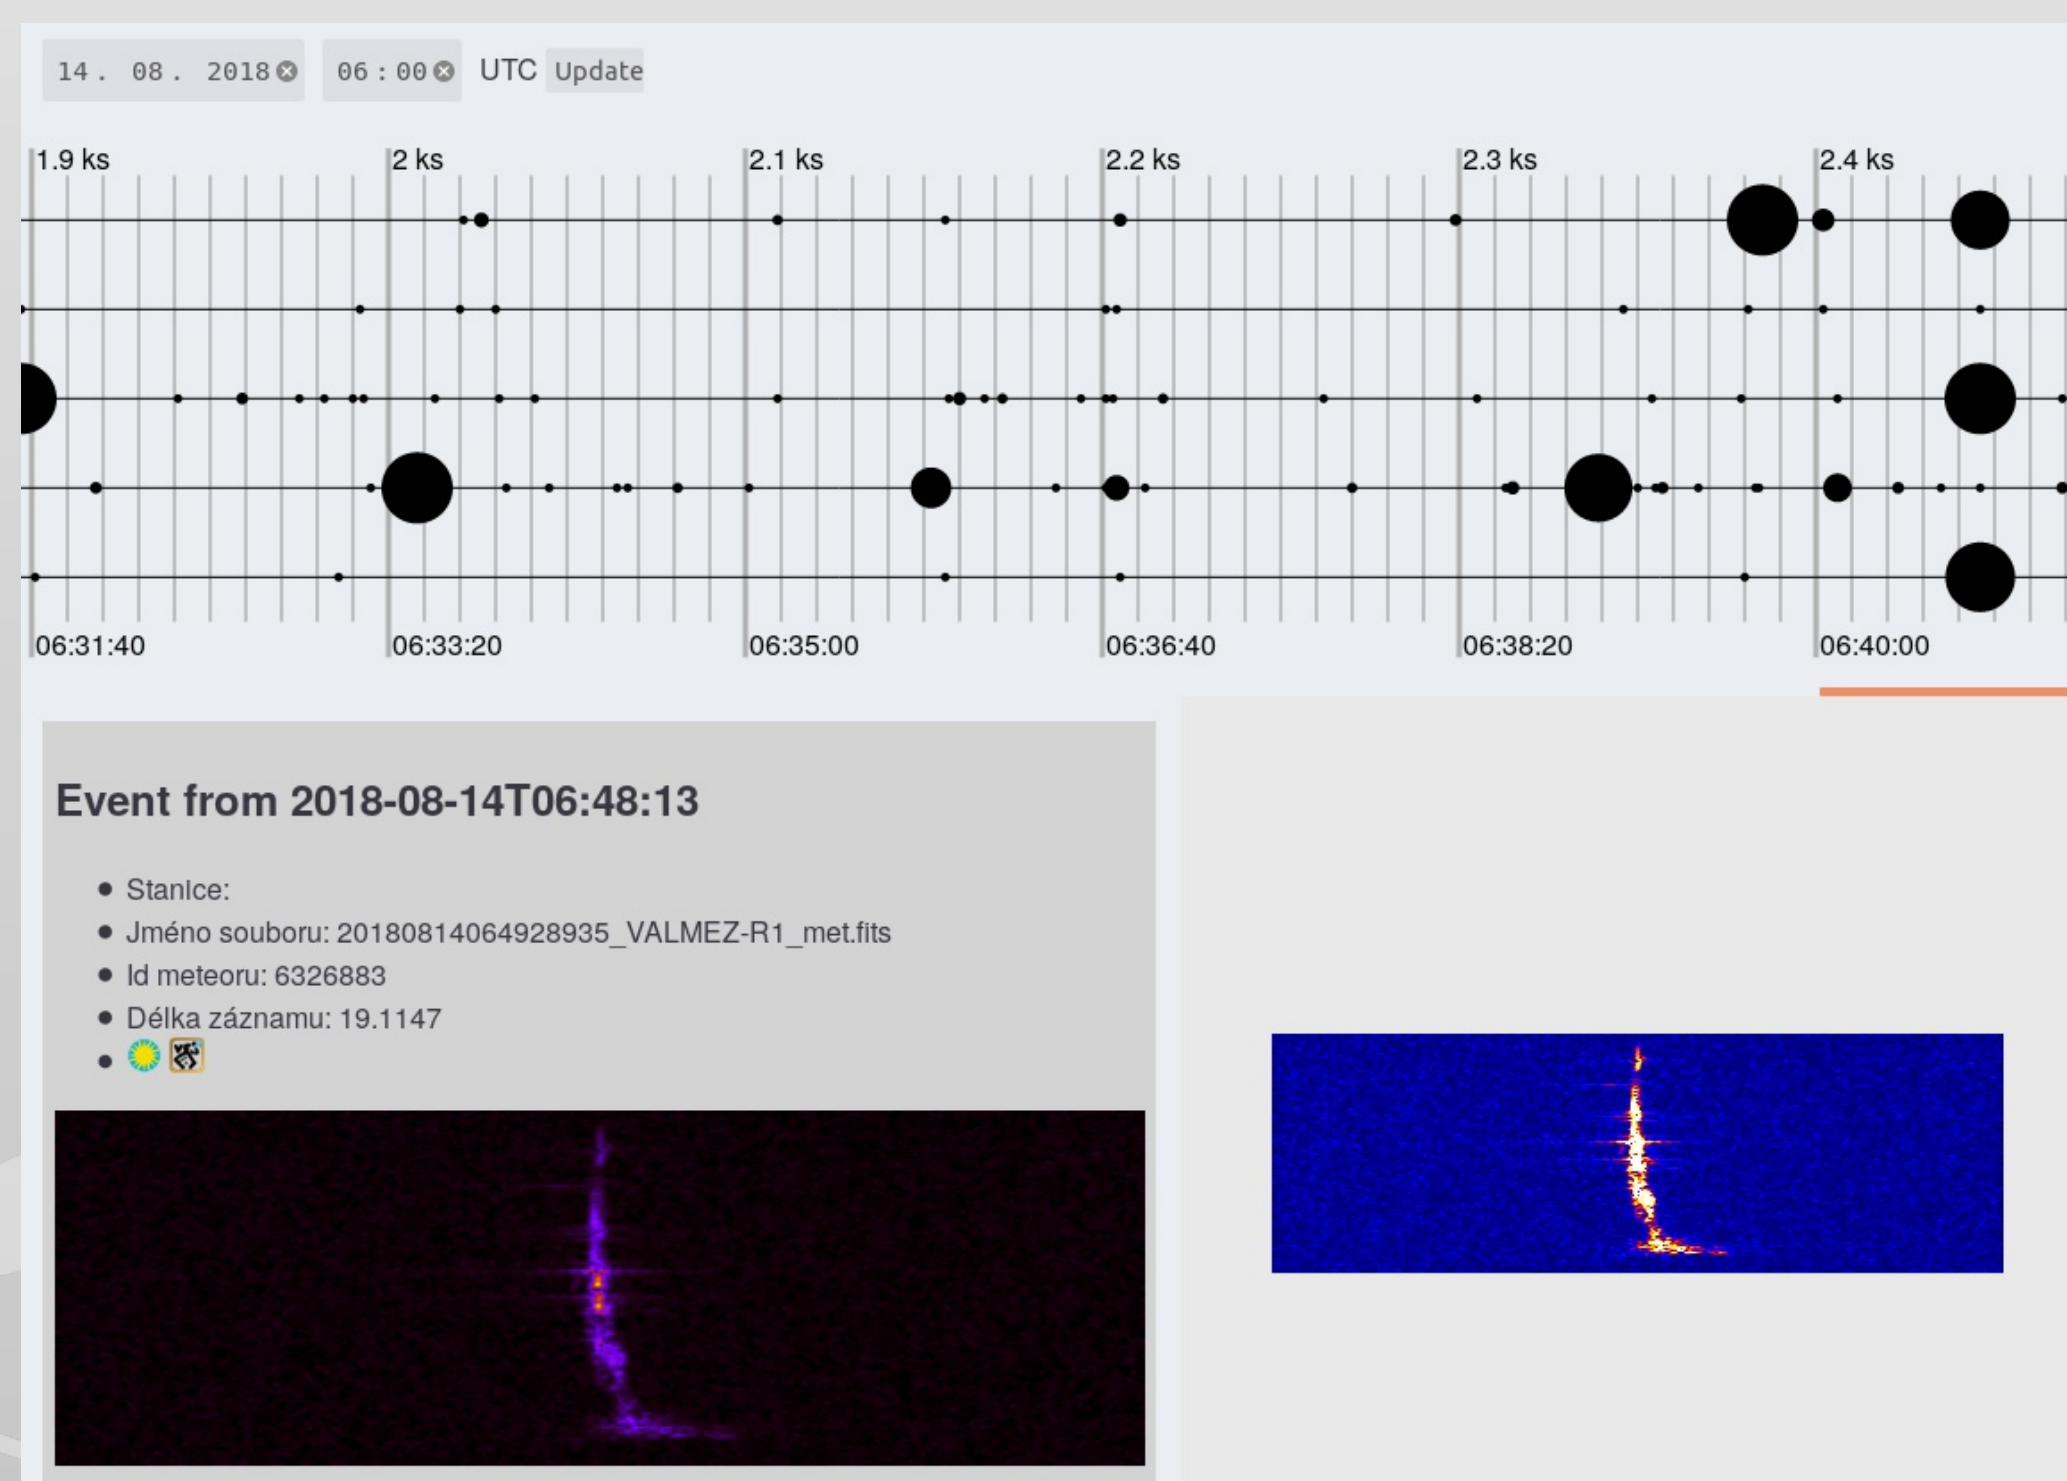 14. 08. 2018 06:00 UTC Update
1.9 ks 2 ks 2.1 ks 2.2 ks 2.3 ks 2.4 ks
06:31:40 06:33:20 06:35:00 06:36:40 06:38:20 06:40:00
Event from 2018-08-14T06:48:13
Stanice:
Jméno souboru: 20180814064928935_VALMEZ-R1_met.fits
Id meteoru: 6326883
Délka záznamu: 19.1147